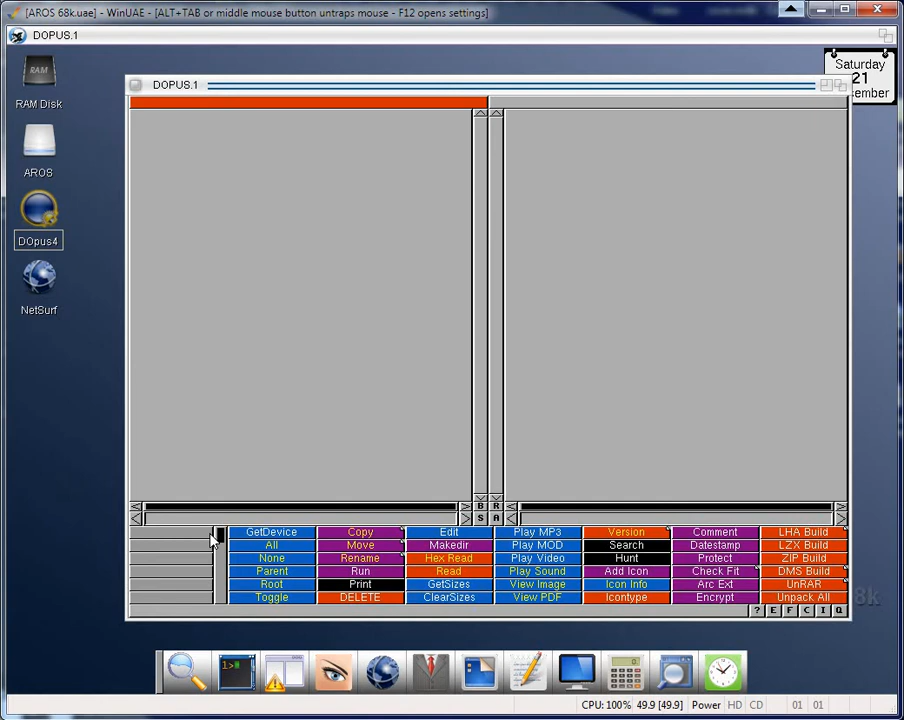 [AROS 68k.uae] - WinUAE - [ALT+TAB or middle mouse button untraps mouse - F12 opens settings]
DOPUS.1
RAM
RAM Disk
AROS
DOpus4
NetSurf
Saturday
21
cember
DOPUS.1
B R
S A
GetDevice Copy Edit Play MP3 Version Comment LHA Build
All Move Makedir Play MOD Search Datestamp LZX Build
None Rename Hex Read Play Video Hunt Protect ZIP Build
Parent Run Read Play Sound Add Icon Check Fit DMS Build
Root Print GetSizes View Image Icon Info Arc Ext UnRAR
Toggle DELETE ClearSizes View PDF Icontype Encrypt Unpack All
? E F C I Q
8k
1>
CPU: 100% 49.9 [49.9] Power HD CD 01 01